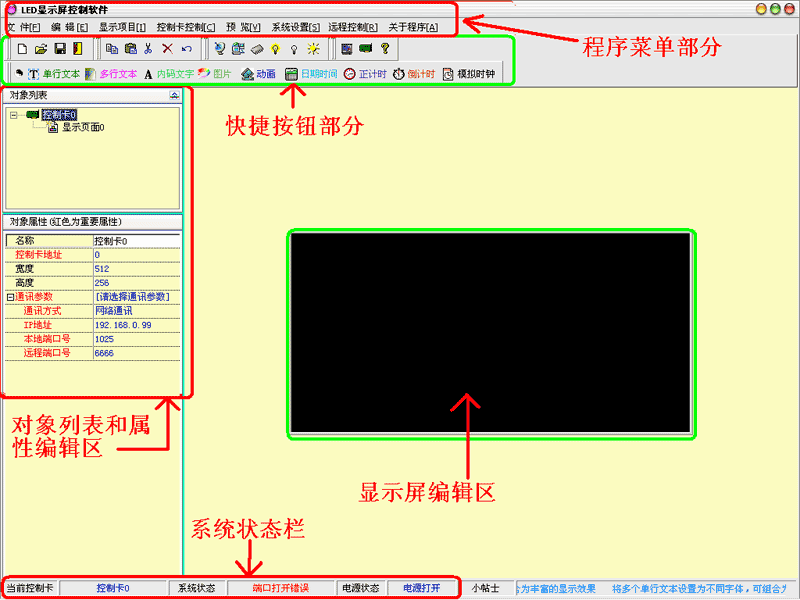 LED显示屏控制软件
文 件[F] 编 辑[E] 显示项目[I] 控制卡控制[C] 预 览[V] 系统设置[S] 远程控制[R] 关于程序[A]
程序菜单部分
单行文本 多行文本 内码文字 图片 动画 日期时间 正计时 倒计时 模拟时钟
快捷按钮部分
对象列表
控制卡0
显示页面0
对象属性(红色为重要属性)
名称 控制卡0
控制卡地址 0
宽度 512
高度 256
通讯参数 [请选择通讯参数]
通讯方式 网络通讯
IP地址 192.168.0.99
本地端口号 1025
远程端口号 6666
对象列表和属
性编辑区
显示屏编辑区
系统状态栏
当前控制卡 控制卡0 系统状态 端口打开错误 电源状态 电源打开 小帖士 为丰富的显示效果 将多个单行文本设置为不同字体，可组合为